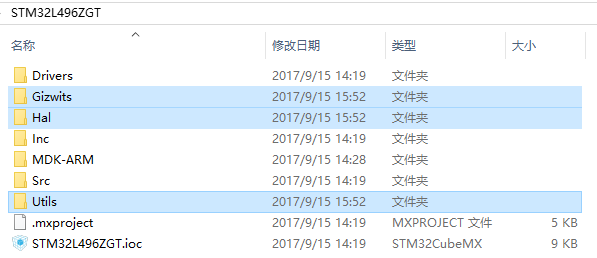 STM32L496ZGT
名称 修改日期 类型 大小
Drivers 2017/9/15 14:19 文件夹
Gizwits 2017/9/15 15:52 文件夹
Hal 2017/9/15 15:52 文件夹
Inc 2017/9/15 14:19 文件夹
MDK-ARM 2017/9/15 14:28 文件夹
Src 2017/9/15 14:19 文件夹
Utils 2017/9/15 15:52 文件夹
.mxproject 2017/9/15 14:19 MXPROJECT 文件 5 KB
STM32L496ZGT.ioc 2017/9/15 14:19 STM32CubeMX 9 KB